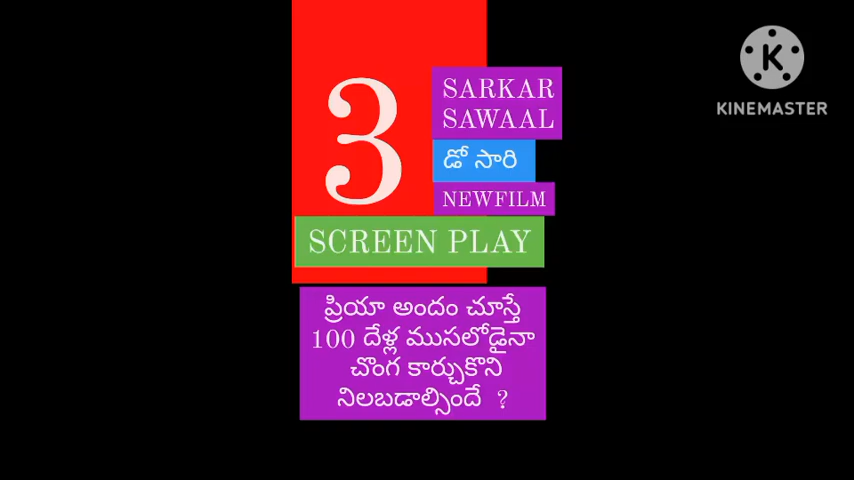 3
SARKAR
SAWAAL
డో సారి
NEWFILM
SCREEN PLAY
ప్రియా అందం చూస్తే
100 దేళ్ల ముసలోడైనా
చొంగ కార్చుకొని
నిలబడాల్సిందే ?
K
KINEMASTER